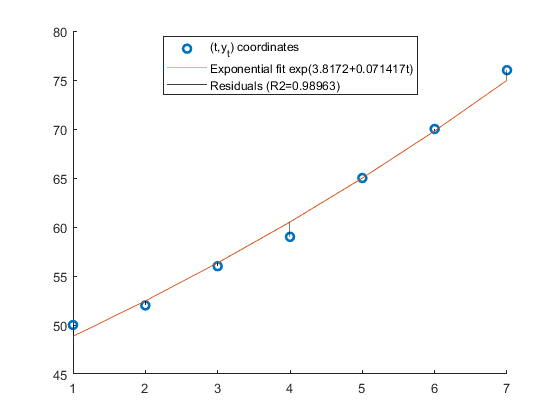 80
75
70
65
60
55
50
45
1 2 3 4 5 6 7
(t,y_t) coordinates
Exponential fit exp(3.8172+0.071417t)
Residuals (R2=0.98963)